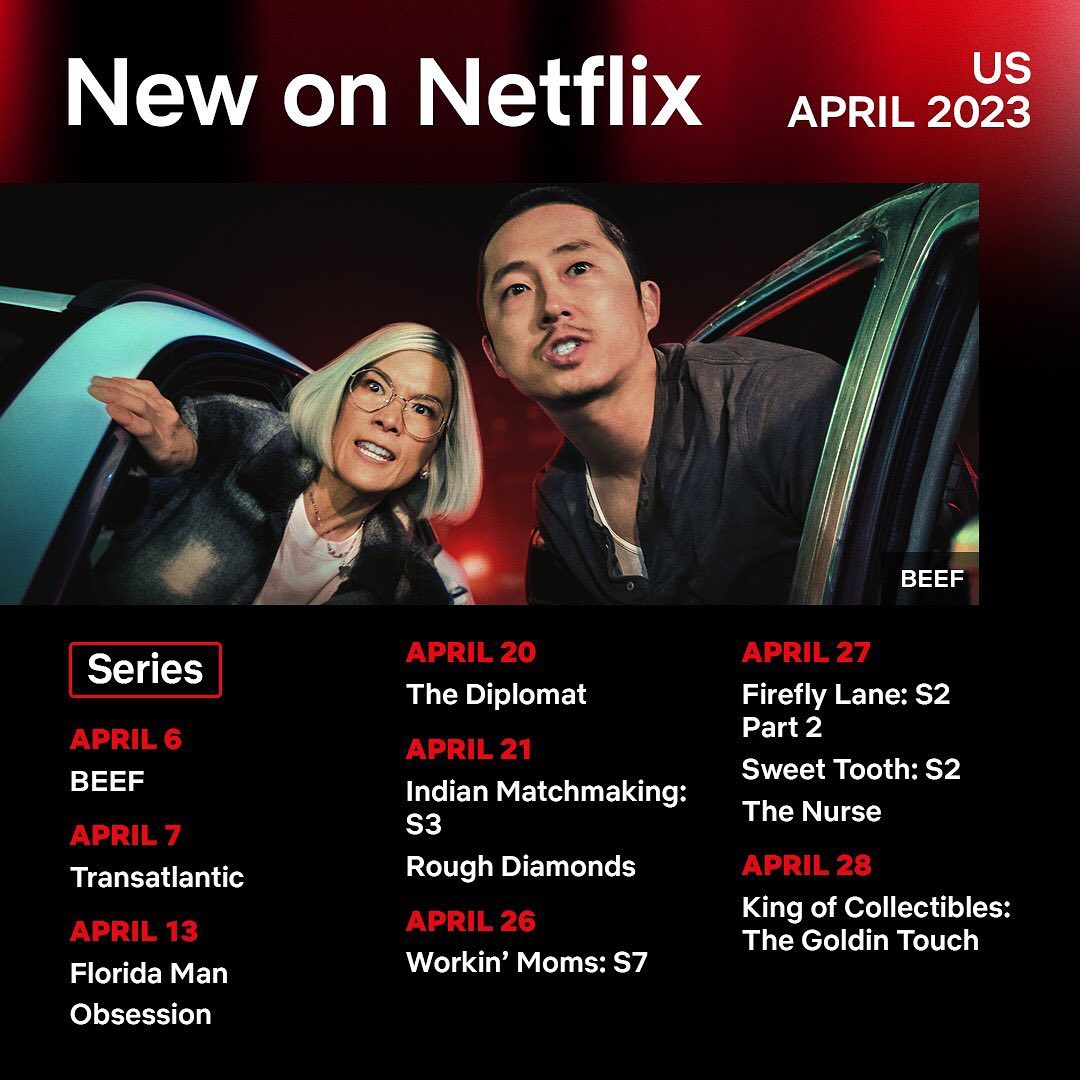 New on Netflix
US
APRIL 2023
BEEF
Series
APRIL 6
BEEF
APRIL 7
Transatlantic
APRIL 13
Florida Man
Obsession
APRIL 20
The Diplomat
APRIL 21
Indian Matchmaking:
S3
Rough Diamonds
APRIL 26
Workin’ Moms: S7
APRIL 27
Firefly Lane: S2
Part 2
Sweet Tooth: S2
The Nurse
APRIL 28
King of Collectibles:
The Goldin Touch